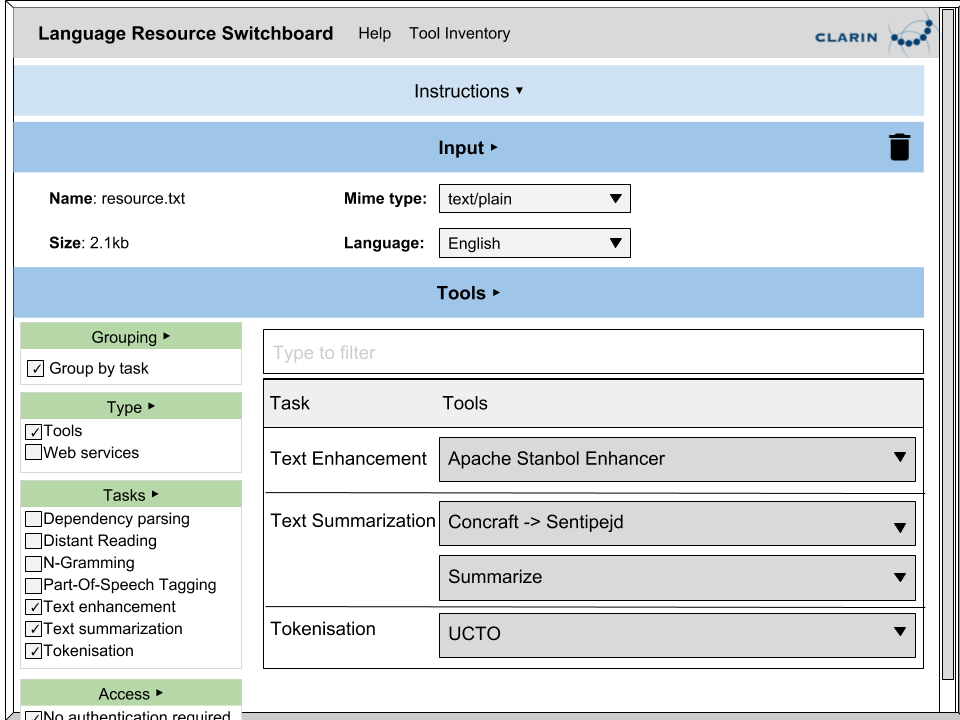 Language Resource Switchboard Help Tool Inventory CLARIN
Instructions ▾
Input ▸
Name: resource.txt Mime type: text/plain
Size: 2.1kb Language: English
Tools ▸
Grouping ▸
Group by task
Type ▸
Tools
Web services
Tasks ▸
Dependency parsing
Distant Reading
N-Gramming
Part-Of-Speech Tagging
Text enhancement
Text summarization
Tokenisation
Access ▸
No authentication required
Type to filter
Task Tools
Text Enhancement Apache Stanbol Enhancer
Text Summarization Concraft -> Sentipejd
Summarize
Tokenisation UCTO